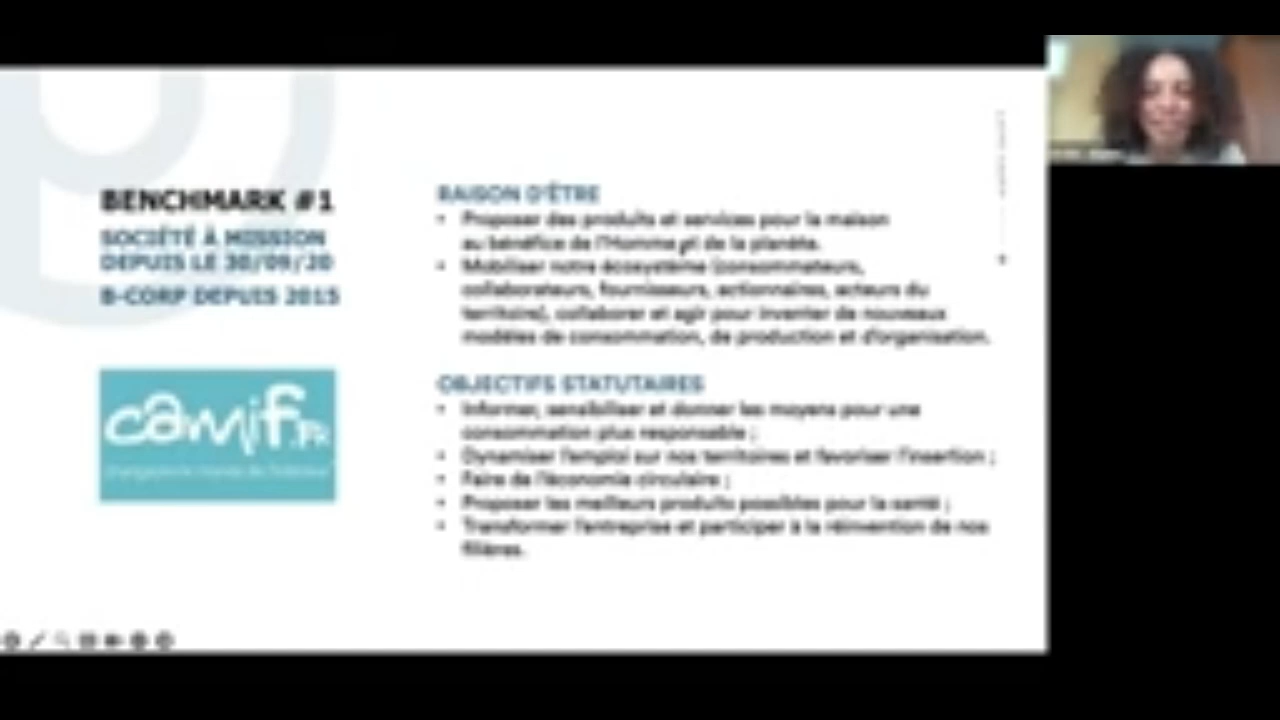 BENCHMARK #1
SOCIÉTÉ À MISSION
DEPUIS LE 30/09/20
B-CORP DEPUIS 2015
camif.fr
RAISON D'ÊTRE
• Proposer des produits et services pour la maison
au bénéfice de l'Homme et de la planète.
• Mobiliser notre écosystème (consommateurs,
collaborateurs, fournisseurs, actionnaires, acteurs du
territoire), collaborer et agir pour inventer de nouveaux
modèles de consommation, de production et d'organisation.
OBJECTIFS STATUTAIRES
• Informer, sensibiliser et donner les moyens pour une
consommation plus responsable ;
• Dynamiser l'emploi sur nos territoires et favoriser l'insertion ;
• Faire de l'économie circulaire ;
• Proposer les meilleurs produits possibles pour la santé ;
• Transformer l'entreprise et participer à la réinvention de nos
filières.